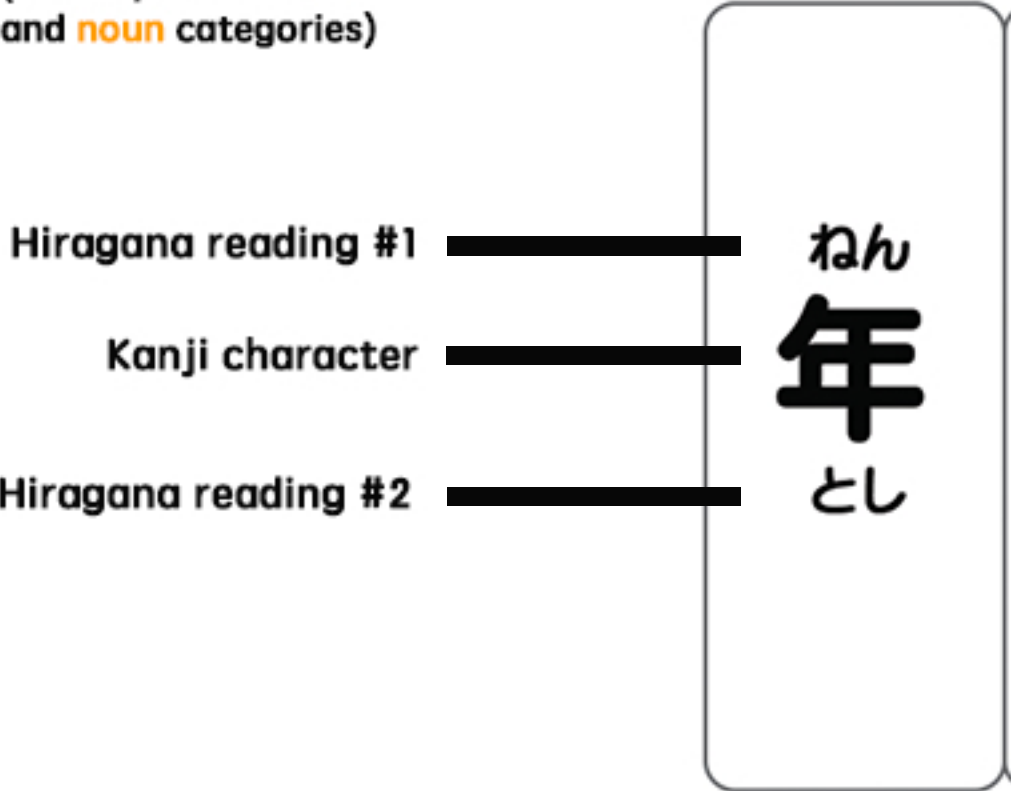 and noun categories)
Hiragana reading #1
ねん
Kanji character
年
Hiragana reading #2
とし